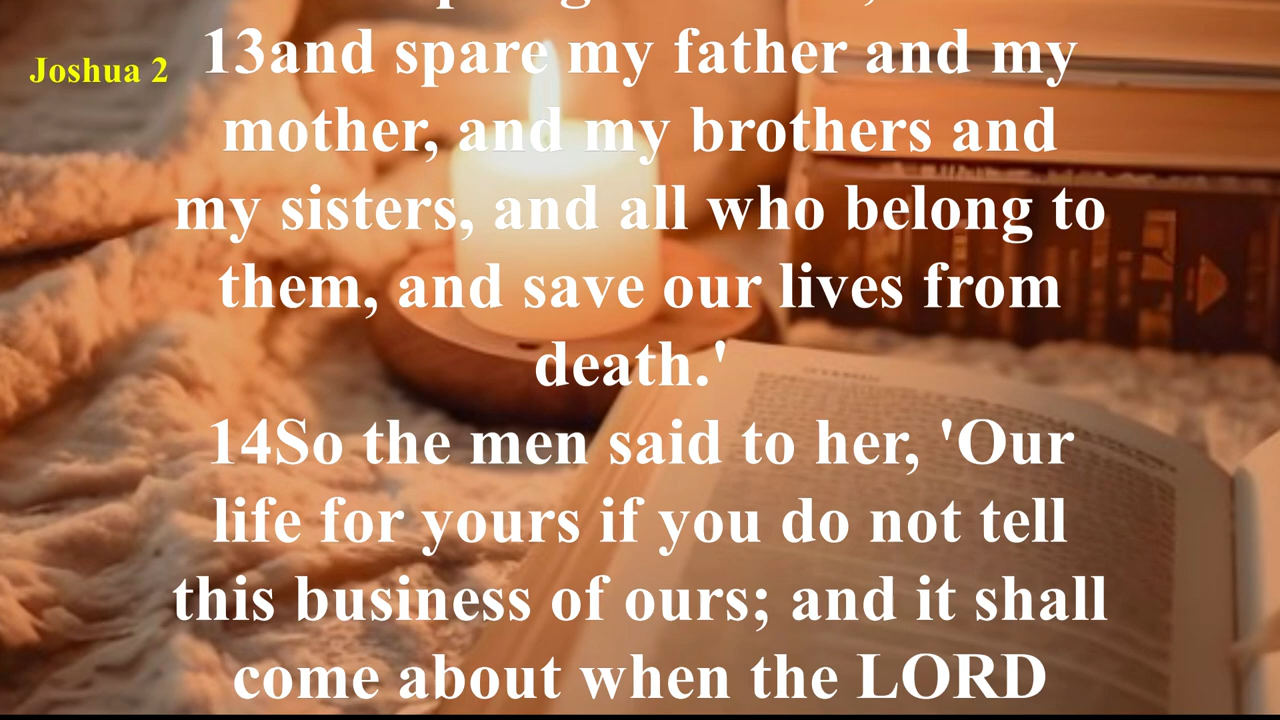 Joshua 2
13and spare my father and my
mother, and my brothers and
my sisters, and all who belong to
them, and save our lives from
death.'
14So the men said to her, 'Our
life for yours if you do not tell
this business of ours; and it shall
come about when the LORD